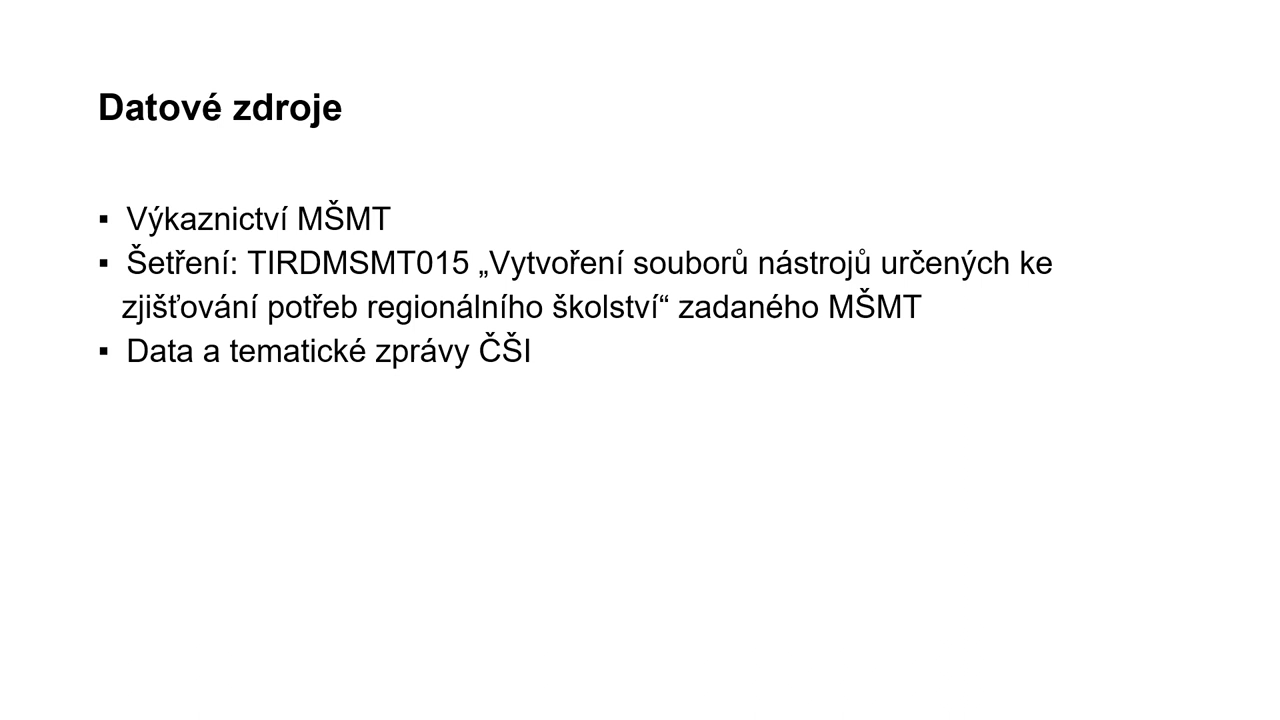 Datové zdroje
▪ Výkaznictví MŠMT
▪ Šetření: TIRDMSMT015 „Vytvoření souborů nástrojů určených ke
zjišťování potřeb regionálního školství“ zadaného MŠMT
▪ Data a tematické zprávy ČŠI